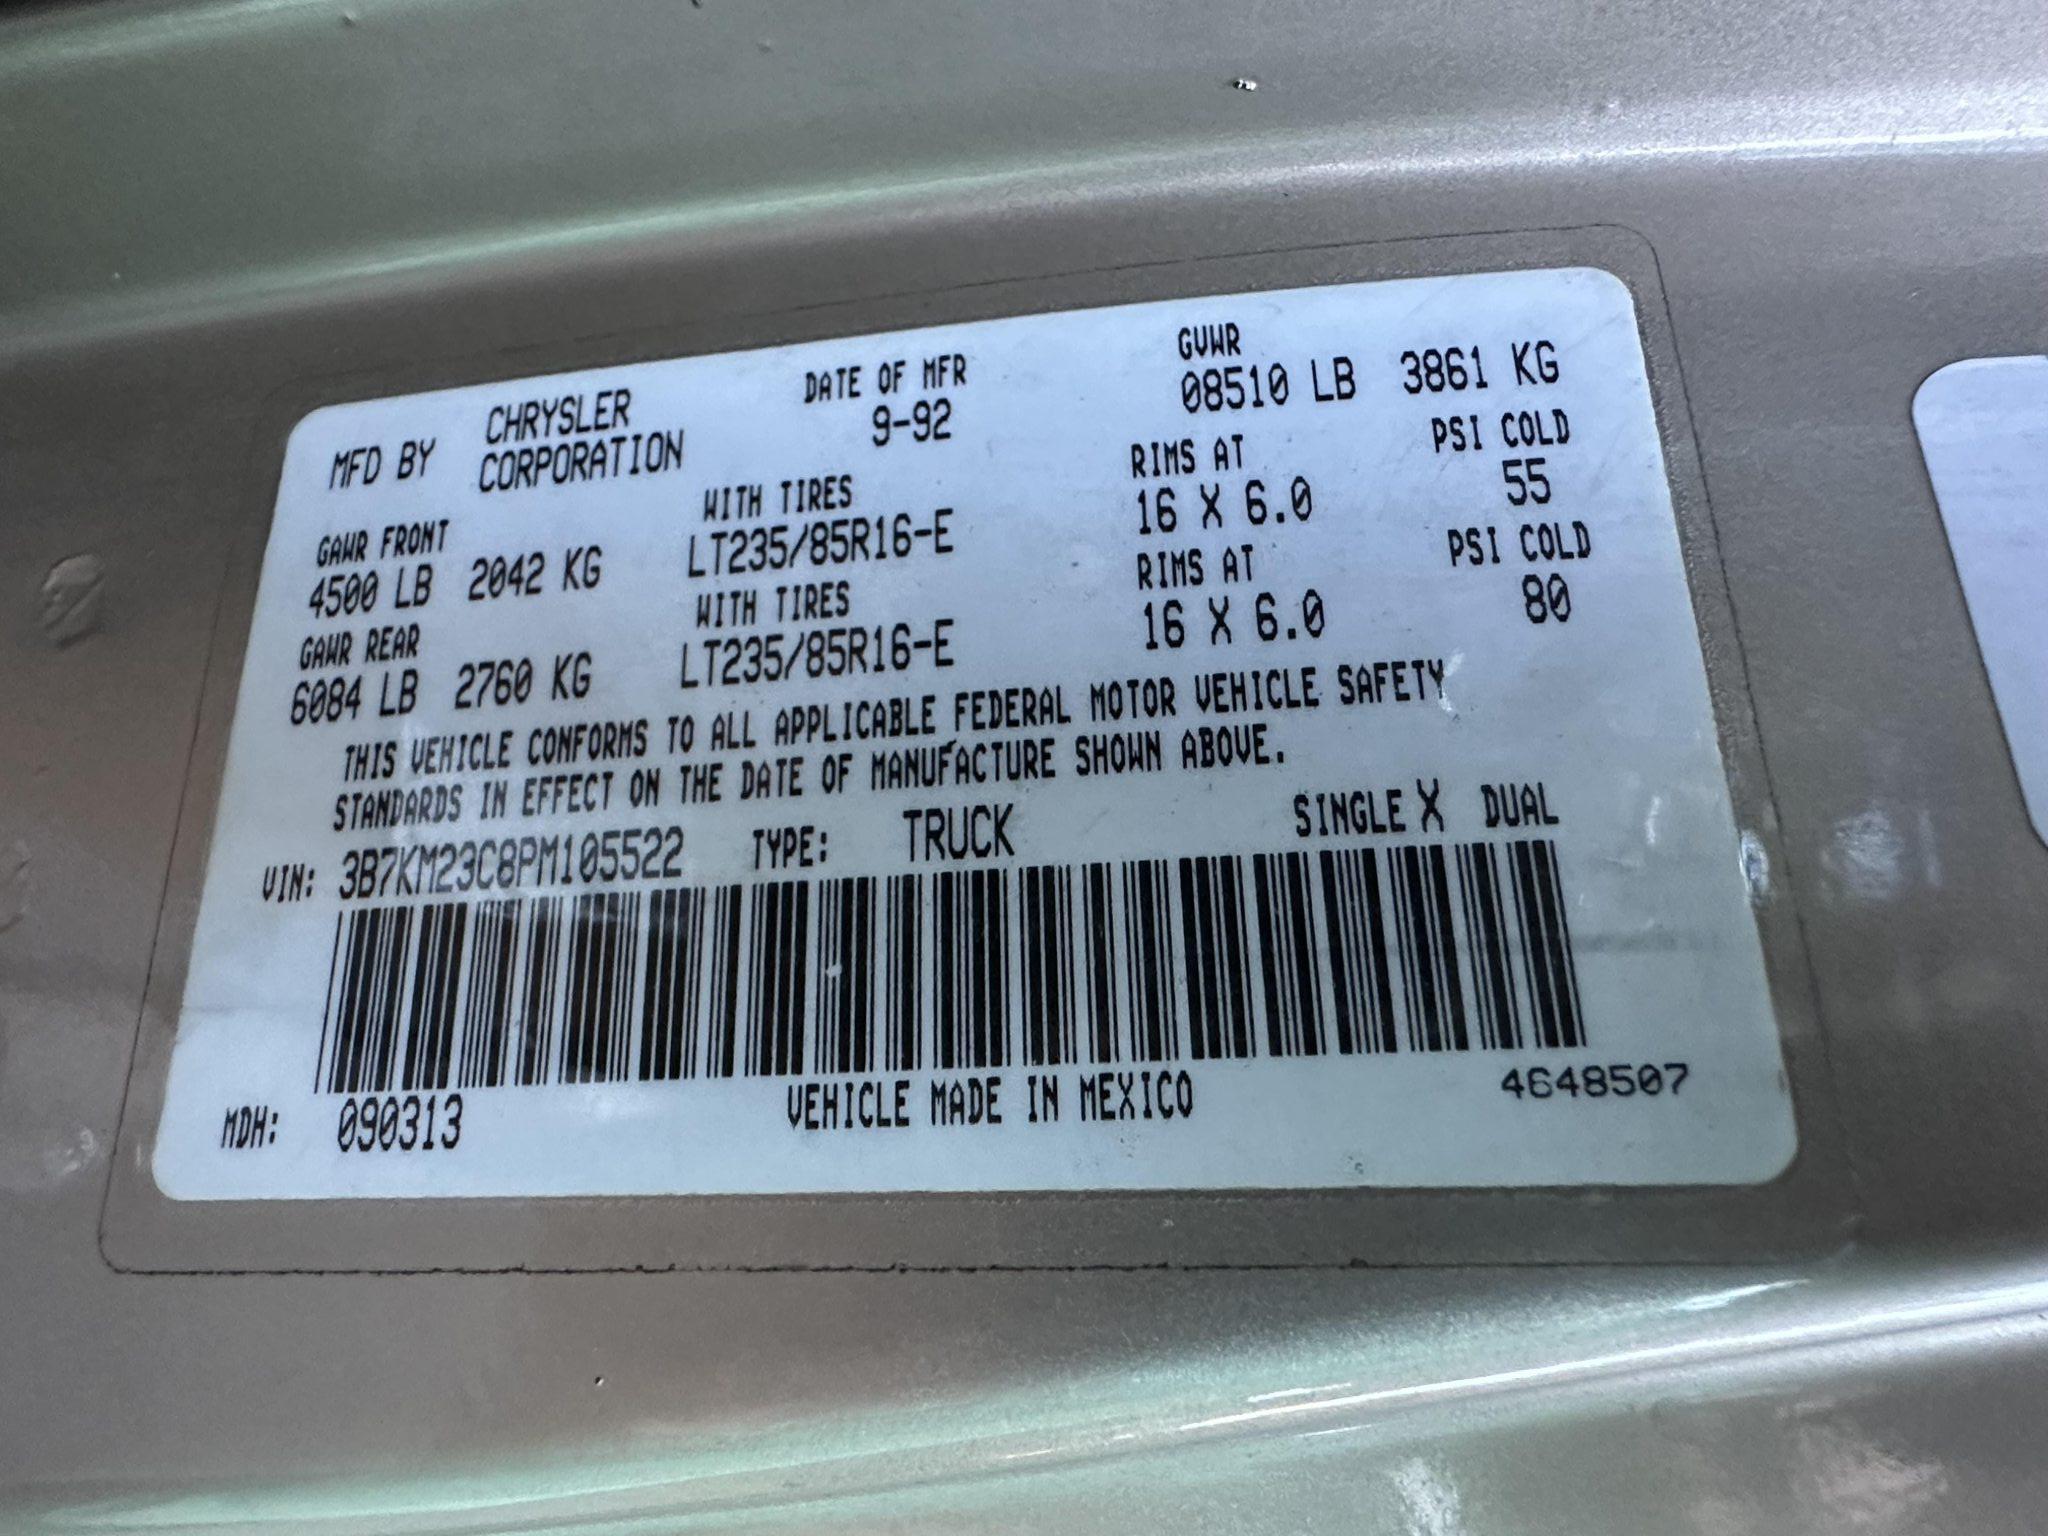 MFD BY CHRYSLER CORPORATION
DATE OF MFR
9-92
GVWR
08510 LB 3861 KG
GAWR FRONT WITH TIRES RIMS AT PSI COLD
4500 LB 2042 KG LT235/85R16-E 16 X 6.0 55
GAWR REAR WITH TIRES RIMS AT PSI COLD
6084 LB 2760 KG LT235/85R16-E 16 X 6.0 80
THIS VEHICLE CONFORMS TO ALL APPLICABLE FEDERAL MOTOR VEHICLE SAFETY
STANDARDS IN EFFECT ON THE DATE OF MANUFACTURE SHOWN ABOVE.
VIN: 3B7KM23C8PM105522 TYPE: TRUCK SINGLE X DUAL
MDH: 090313 VEHICLE MADE IN MEXICO 4648507